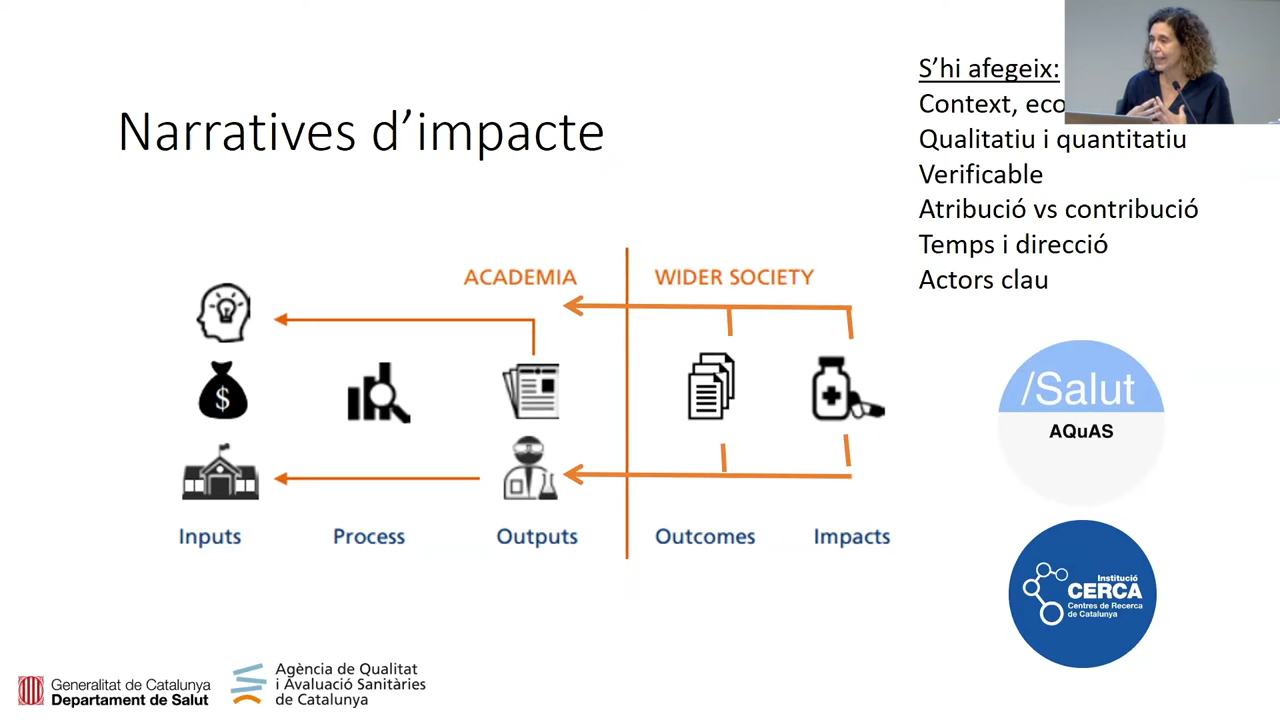 Narratives d’impacte
S’hi afegeix:
Context,
Qualitatiu i quantitatiu
Verificable
Atribució vs contribució
Temps i direcció
Actors clau
ACADEMIA
WIDER SOCIETY
$
Inputs
Process
Outputs
Outcomes
Impacts
/Salut
AQuAS
Institució
CERCA
Centres de Recerca
de Catalunya
Generalitat de Catalunya
Departament de Salut
Agència de Qualitat
i Avaluació Sanitàries
de Catalunya